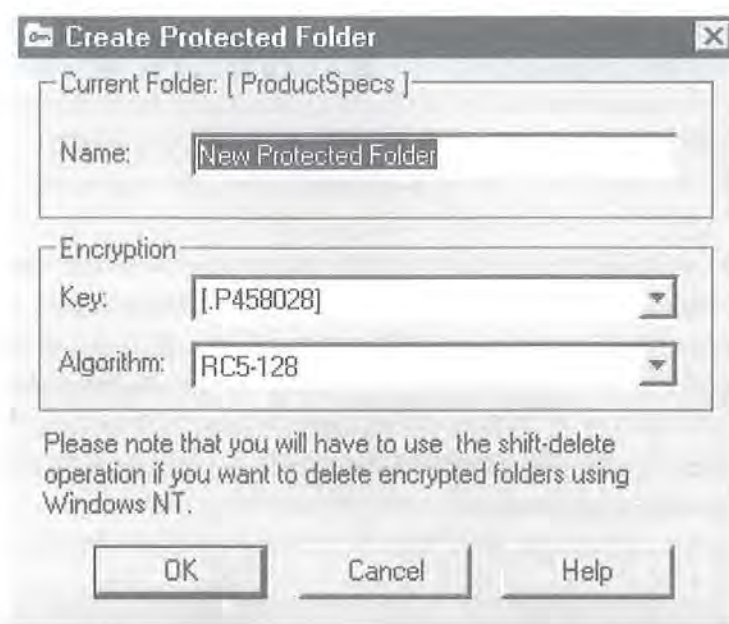 Create Protected Folder
Current Folder: [ ProductSpecs ]
Name: New Protected Folder
Encryption
Key: [.P458028]
Algorithm: RC5-128
Please note that you will have to use the shift-delete
operation if you want to delete encrypted folders using
Windows NT.
OK Cancel Help